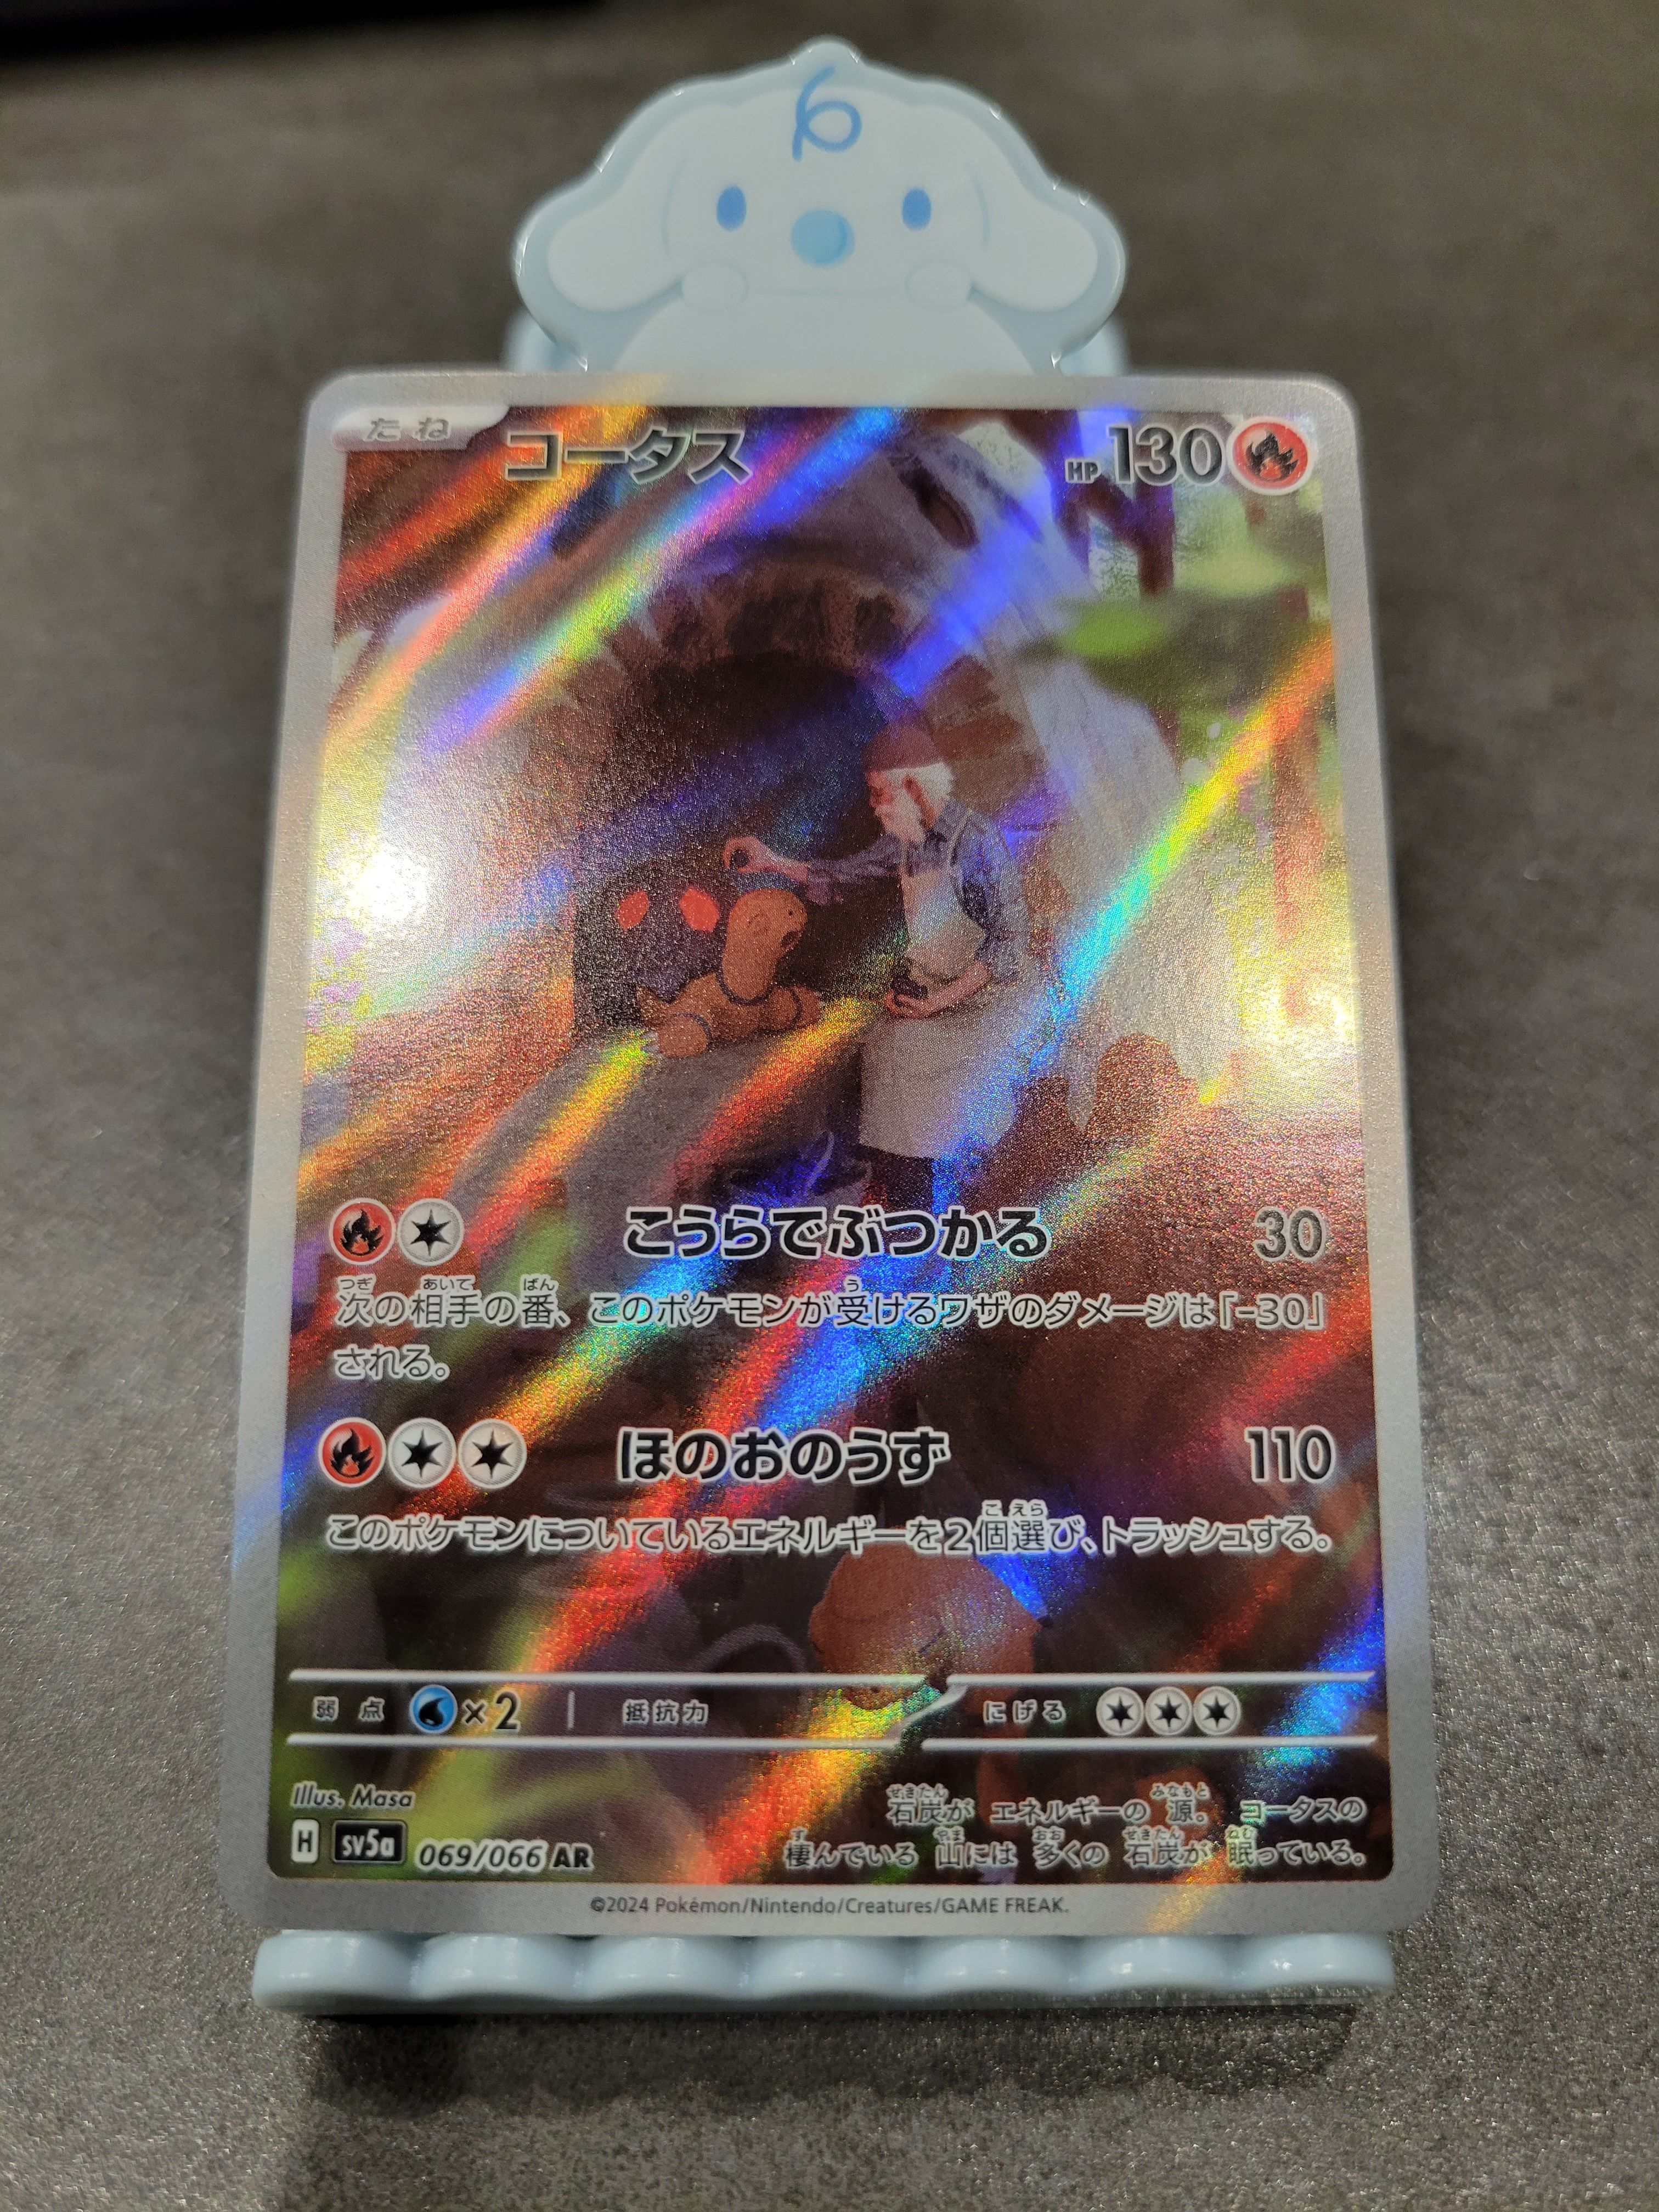 たね コータス HP 130
こうらでぶつかる 30
次の相手の番、このポケモンが受けるワザのダメージは「-30」
される。
ほのおのうず 110
このポケモンについているエネルギーを2個選び、トラッシュする。
弱点 ×2 抵抗力 にげる
Illus. Masa
石炭が エネルギーの 源。 コータスの
棲んでいる 山には 多くの 石炭が 眠っている。
H sv5a 069/066 AR
©2024 Pokémon/Nintendo/Creatures/GAME FREAK.